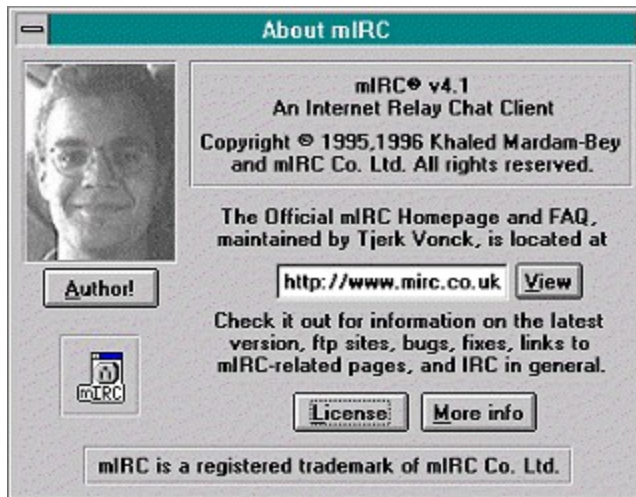 About mIRC
mIRC® v4.1
An Internet Relay Chat Client
Copyright © 1995,1996 Khaled Mardam-Bey
and mIRC Co. Ltd. All rights reserved.
The Official mIRC Homepage and FAQ,
maintained by Tjerk Vonck, is located at
Author!
http://www.mirc.co.uk
View
Check it out for information on the latest
version, ftp sites, bugs, fixes, links to
mIRC-related pages, and IRC in general.
mIRC
License
More info
mIRC is a registered trademark of mIRC Co. Ltd.